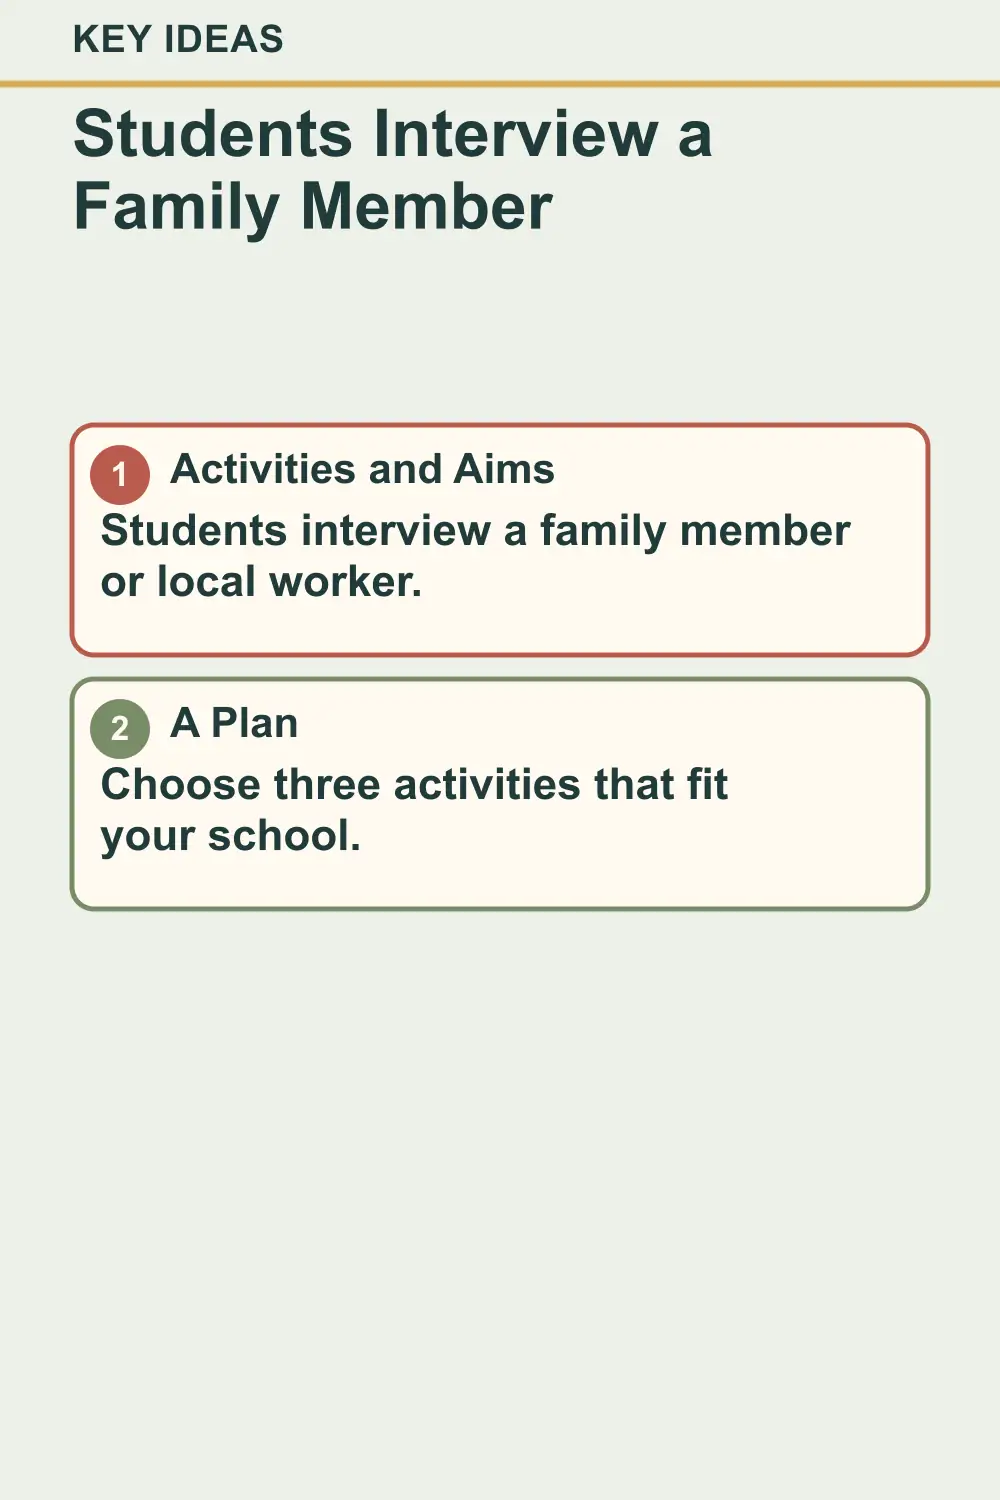 KEY IDEAS
Students Interview a
Family Member
1 Activities and Aims
Students interview a family member
or local worker.
2 A Plan
Choose three activities that fit
your school.